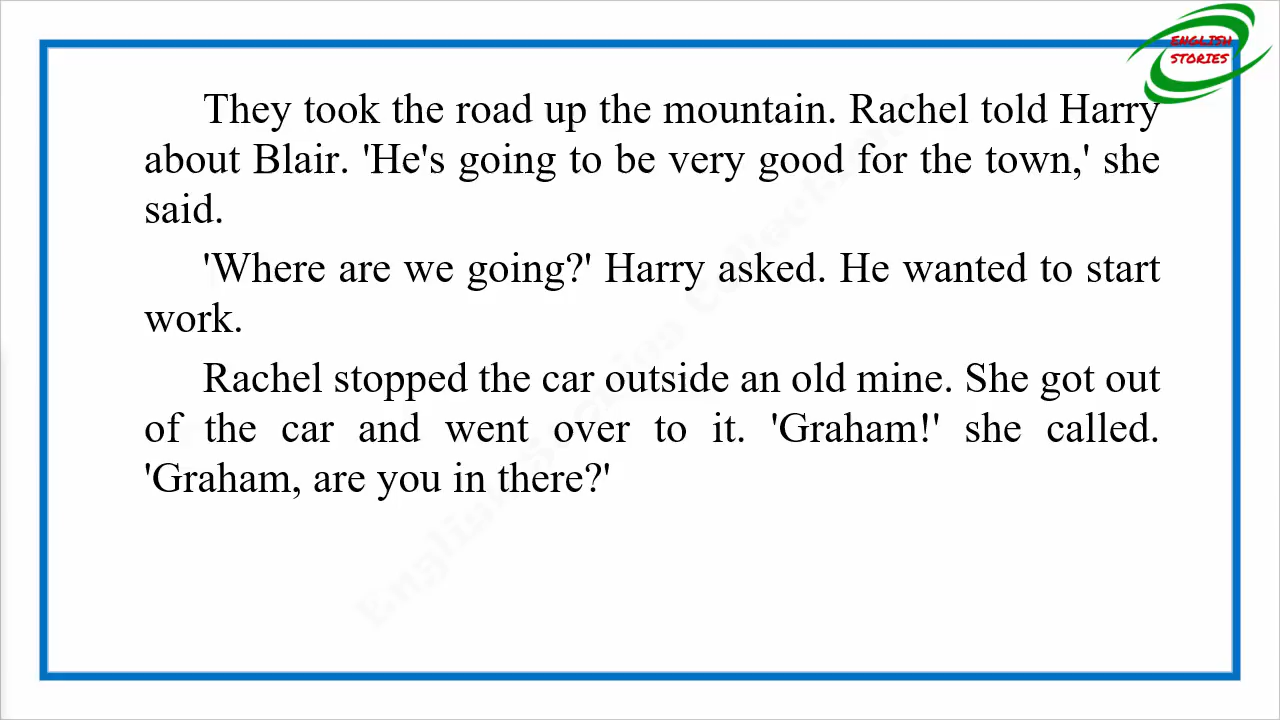 ENGLISH
STORIES
They took the road up the mountain. Rachel told Harry
about Blair. 'He's going to be very good for the town,' she
said.
'Where are we going?' Harry asked. He wanted to start
work.
Rachel stopped the car outside an old mine. She got out
of the car and went over to it. 'Graham!' she called.
'Graham, are you in there?'